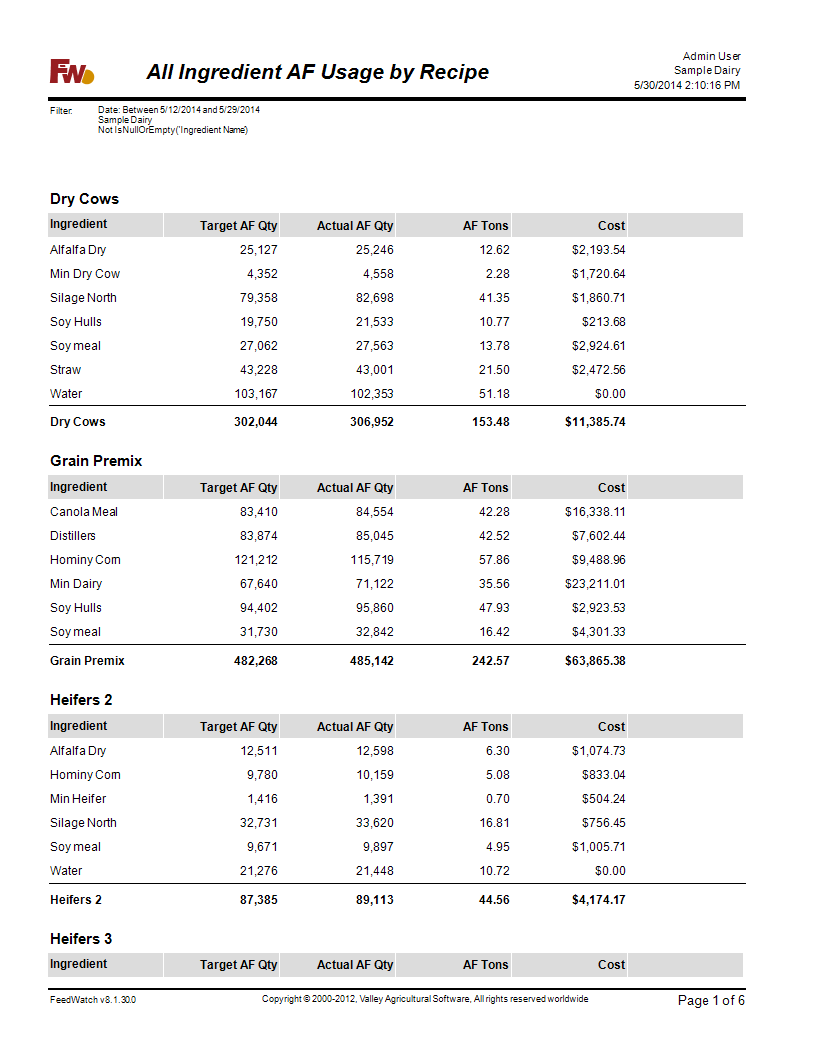 FW
All Ingredient AF Usage by Recipe
Admin User
Sample Dairy
5/30/2014 2:10:16 PM
Filter: Date: Between 5/12/2014 and 5/29/2014
Sample Dairy
Not IsNullOrEmpty('Ingredient Name')
Dry Cows
Ingredient Target AF Qty Actual AF Qty AF Tons Cost
Alfalfa Dry 25,127 25,246 12.62 $2,193.54
Min Dry Cow 4,352 4,558 2.28 $1,720.64
Silage North 79,358 82,698 41.35 $1,860.71
Soy Hulls 19,750 21,533 10.77 $213.68
Soy meal 27,062 27,563 13.78 $2,924.61
Straw 43,228 43,001 21.50 $2,472.56
Water 103,167 102,353 51.18 $0.00
Dry Cows 302,044 306,952 153.48 $11,385.74
Grain Premix
Ingredient Target AF Qty Actual AF Qty AF Tons Cost
Canola Meal 83,410 84,554 42.28 $16,338.11
Distillers 83,874 85,045 42.52 $7,602.44
Hominy Corn 121,212 115,719 57.86 $9,488.96
Min Dairy 67,640 71,122 35.56 $23,211.01
Soy Hulls 94,402 95,860 47.93 $2,923.53
Soy meal 31,730 32,842 16.42 $4,301.33
Grain Premix 482,268 485,142 242.57 $63,865.38
Heifers 2
Ingredient Target AF Qty Actual AF Qty AF Tons Cost
Alfalfa Dry 12,511 12,598 6.30 $1,074.73
Hominy Corn 9,780 10,159 5.08 $833.04
Min Heifer 1,416 1,391 0.70 $504.24
Silage North 32,731 33,620 16.81 $756.45
Soy meal 9,671 9,897 4.95 $1,005.71
Water 21,276 21,448 10.72 $0.00
Heifers 2 87,385 89,113 44.56 $4,174.17
Heifers 3
Ingredient Target AF Qty Actual AF Qty AF Tons Cost
FeedWatch v8.1.30.0 Copyright © 2000-2012, Valley Agricultural Software, All rights reserved worldwide Page 1 of 6